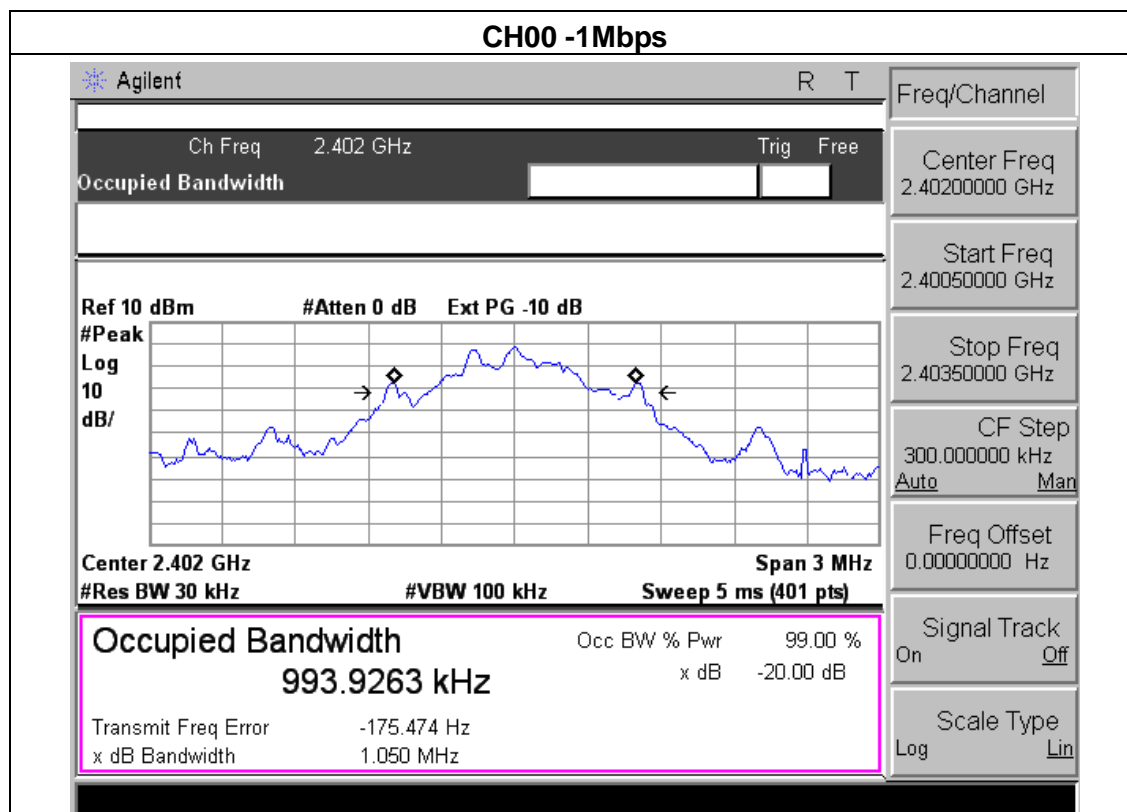 CH00 -1Mbps
Agilent R T
Freq/Channel
Ch Freq 2.402 GHz Trig Free
Occupied Bandwidth
Center Freq
2.40200000 GHz
Start Freq
2.40050000 GHz
Stop Freq
2.40350000 GHz
CF Step
300.000000 kHz
Auto Man
Freq Offset
0.00000000 Hz
Signal Track
On Off
Scale Type
Log Lin
Ref 10 dBm #Atten 0 dB Ext PG -10 dB
#Peak
Log
10
dB/
Center 2.402 GHz Span 3 MHz
#Res BW 30 kHz #VBW 100 kHz Sweep 5 ms (401 pts)
Occupied Bandwidth Occ BW % Pwr 99.00 %
993.9263 kHz x dB -20.00 dB
Transmit Freq Error -175.474 Hz
x dB Bandwidth 1.050 MHz